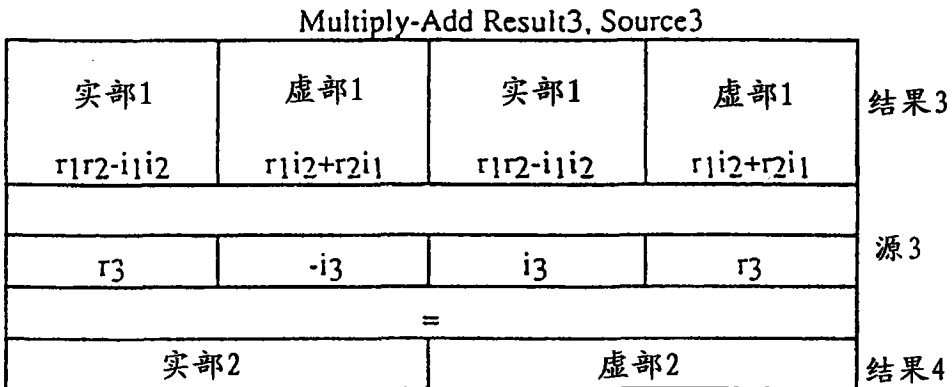 Multiply-Add Result3, Source3
实部1 虚部1 实部1 虚部1 结果3
r1r2-i1i2 r1i2+r2i1 r1r2-i1i2 r1i2+r2i1
r3 -i3 i3 r3 源3
=
实部2 虚部2 结果4